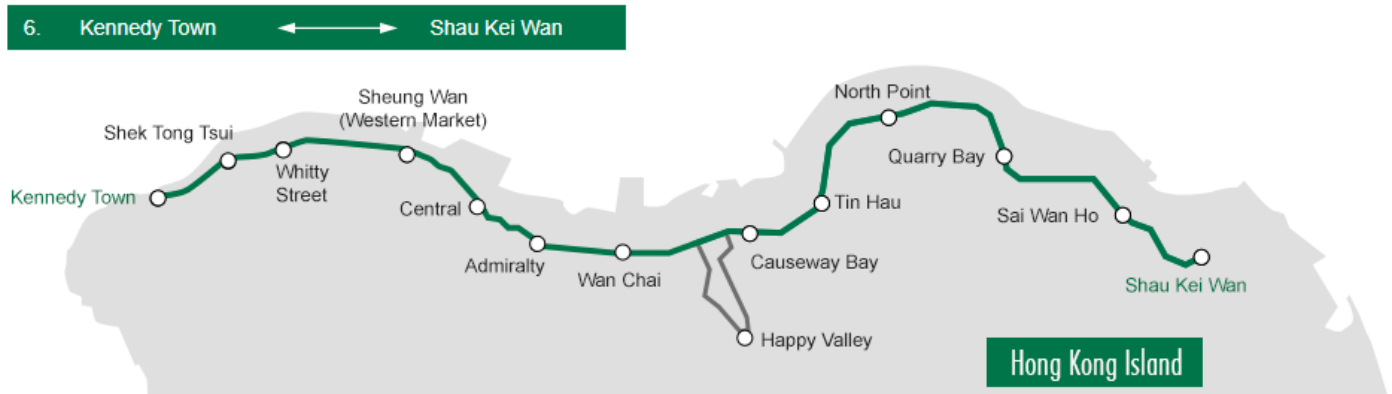 6. Kennedy Town Shau Kei Wan
Sheung Wan
(Western Market)
Shek Tong Tsui
Kennedy Town
Whitty
Street
Central
Admiralty
Wan Chai
Causeway Bay
Happy Valley
Tin Hau
North Point
Quarry Bay
Sai Wan Ho
Shau Kei Wan
Hong Kong Island